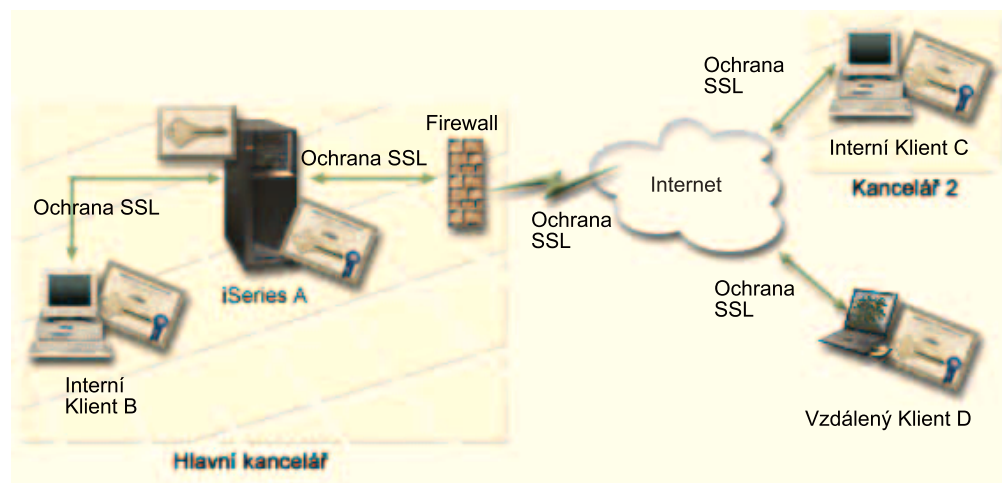 Ochrana
SSL
Interní Klient C
Kancelář 2
Firewall
Ochrana SSL
Internet
Ochrana SSL
Ochrana
SSL
iSeries A
Ochrana
SSL
Interní
Klient B
Vzdálený Klient D
Hlavní kancelář